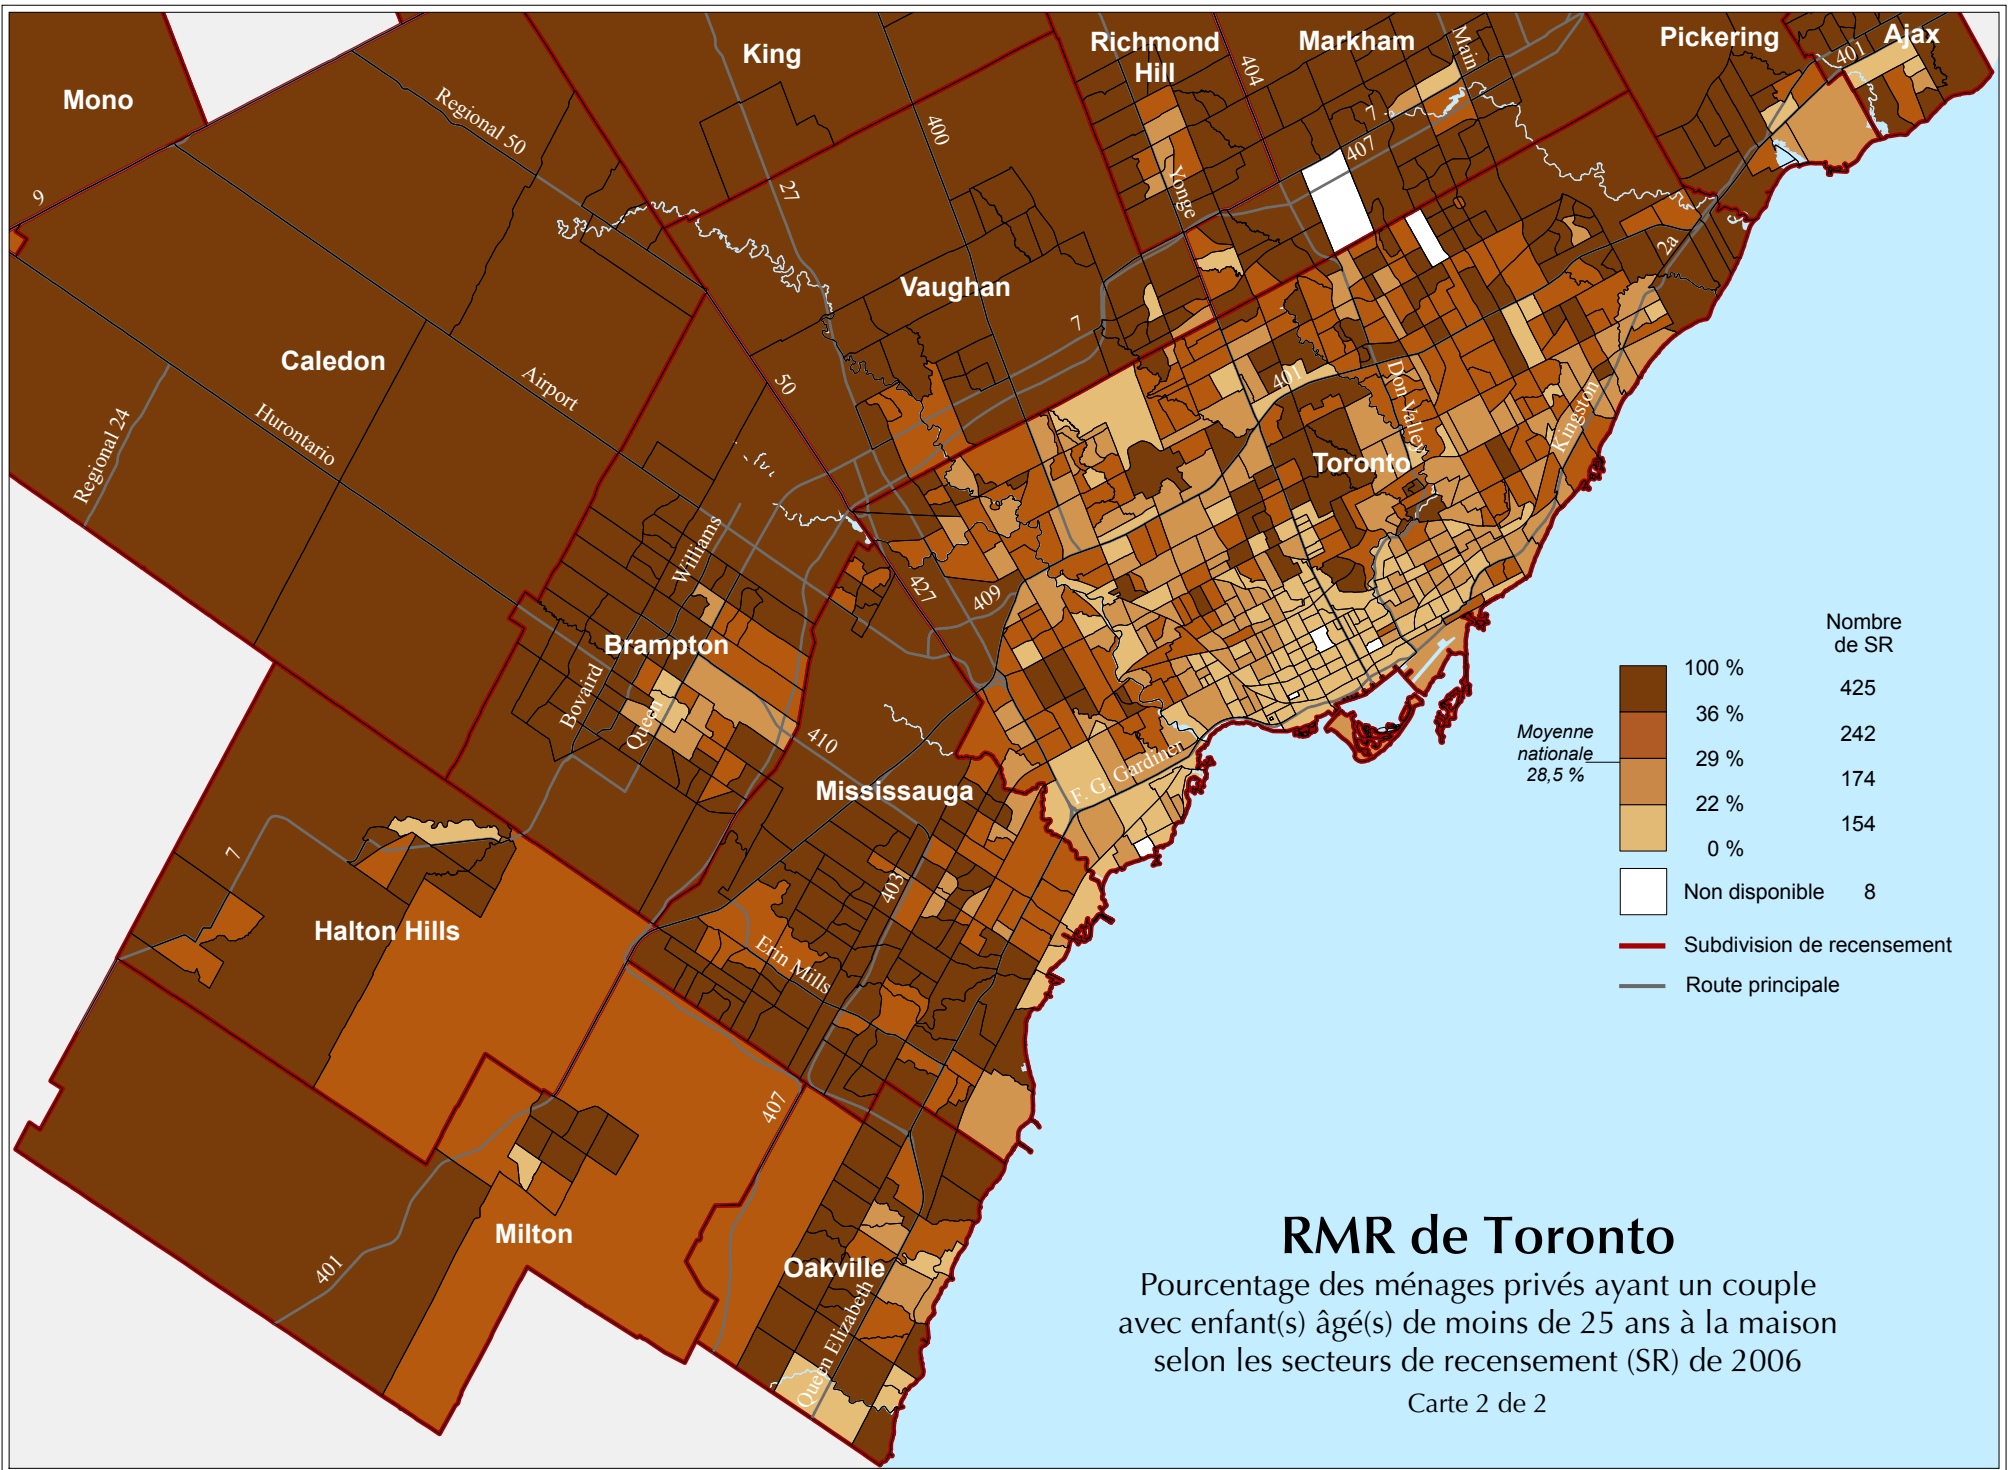 King
Richmond
Hill
Markham
Main
Pickering
Ajax
401
404
Mono
Regional 50
400
7
407
9
27
Yonge
2a
Vaughan
7
Caledon
Airport
50
401
Don Valley
Kingston
Regional 24
Hurontario
Toronto
Williams
427
409
Brampton
Bovaird
Queen
410
F. G. Gardiner
Mississauga
7
403
Halton Hills
Erin Mills
407
Milton
401
Oakville
Queen Elizabeth
Nombre
de SR
100 %
425
36 %
242
Moyenne
nationale
28,5 %
29 %
174
22 %
154
0 %
Non disponible 8
Subdivision de recensement
Route principale
RMR de Toronto
Pourcentage des ménages privés ayant un couple
avec enfant(s) âgé(s) de moins de 25 ans à la maison
selon les secteurs de recensement (SR) de 2006
Carte 2 de 2